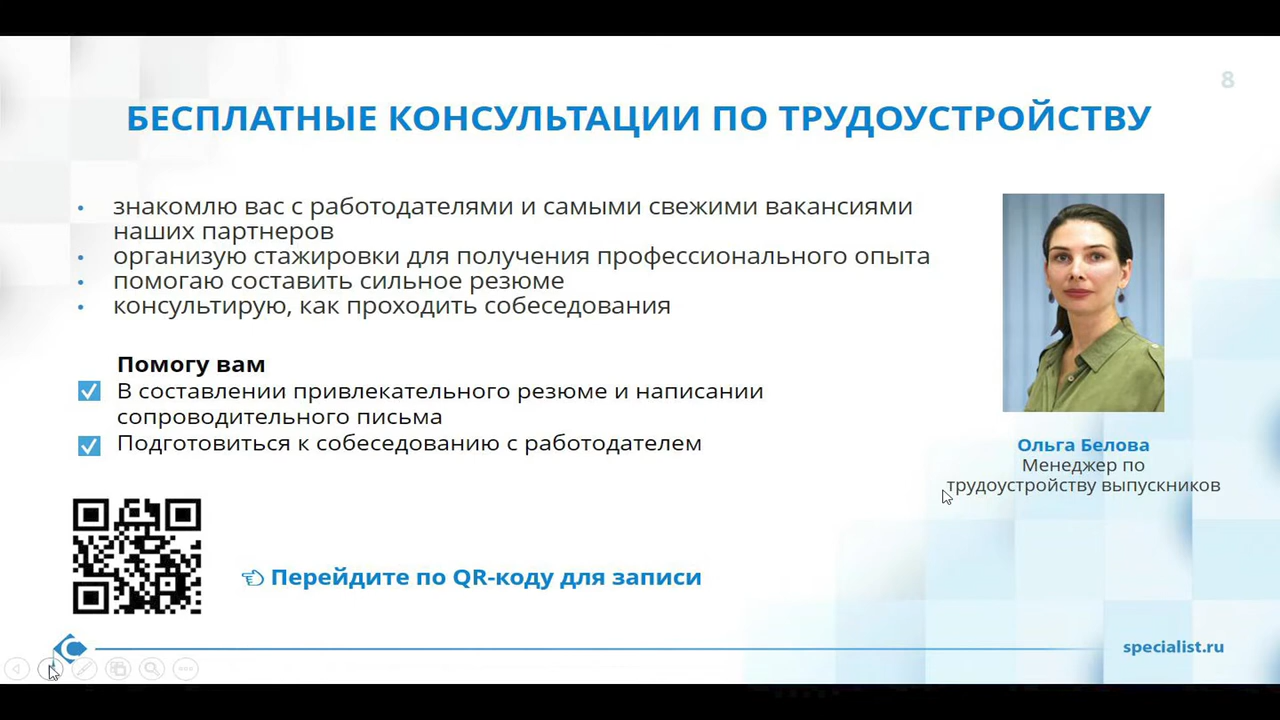 8
БЕСПЛАТНЫЕ КОНСУЛЬТАЦИИ ПО ТРУДОУСТРОЙСТВУ
• знакомлю вас с работодателями и самыми свежими вакансиями
наших партнеров
• организую стажировки для получения профессионального опыта
• помогаю составить сильное резюме
• консультирую, как проходить собеседования
Помогу вам
В составлении привлекательного резюме и написании
сопроводительного письма
Подготовиться к собеседованию с работодателем
Ольга Белова
Менеджер по
трудоустройству выпускников
Перейдите по QR-коду для записи
specialist.ru